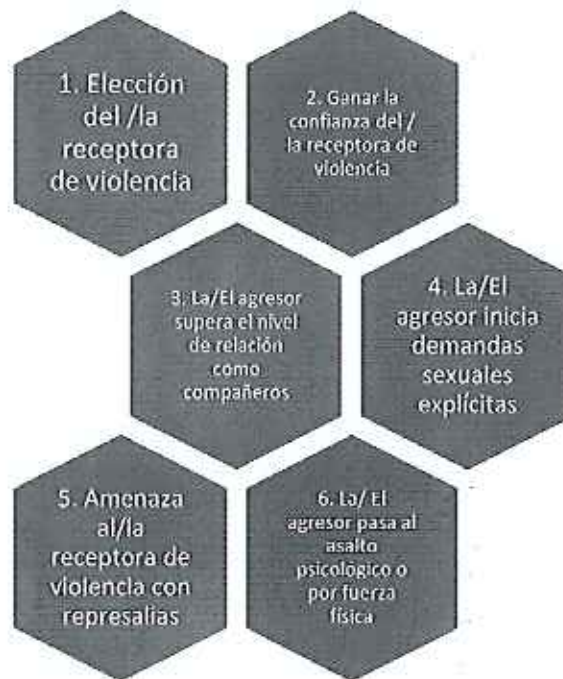 1. Elección
del /la
receptora
de violencia
2. Ganar la
confianza del /
la receptora de
violencia
3. La/El agresor
supera el nivel
de relación
como
compañeros
4. La/El
agresor inicia
demandas
sexuales
explícitas
5. Amenaza
al/la
receptora de
violencia con
represalias
6. La/ El
agresor pasa al
asalto
psicológico o
por fuerza
física